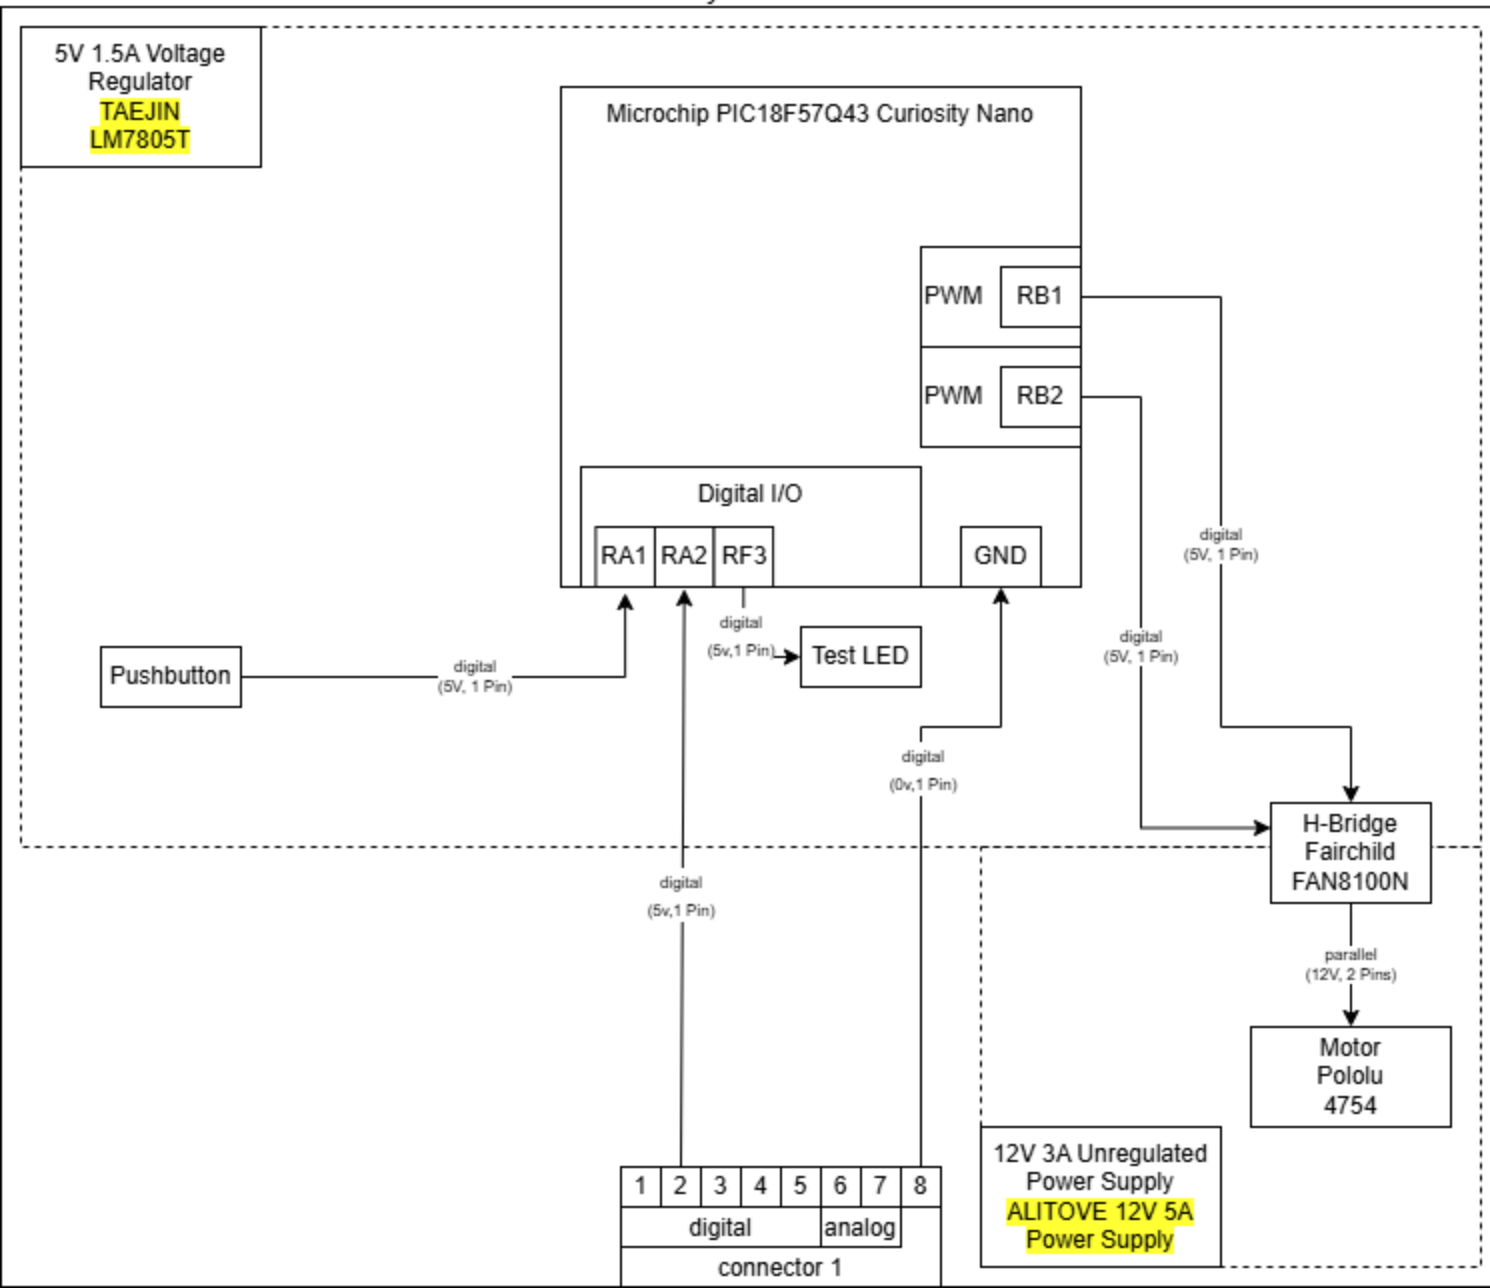 5V 1.5A Voltage
Regulator
TAEJIN
LM7805T
Microchip PIC18F57Q43 Curiosity Nano
PWM RB1
PWM RB2
Digital I/O
RA1 RA2 RF3
GND
digital
(5V, 1 Pin)
digital
(5v,1 Pin)
Test LED
digital
(5V, 1 Pin)
Pushbutton
digital
(5V, 1 Pin)
digital
(0v,1 Pin)
H-Bridge
Fairchild
FAN8100N
digital
(5v,1 Pin)
parallel
(12V, 2 Pins)
Motor
Pololu
4754
12V 3A Unregulated
Power Supply
ALITOVE 12V 5A
Power Supply
1 2 3 4 5 6 7 8
digital analog
connector 1